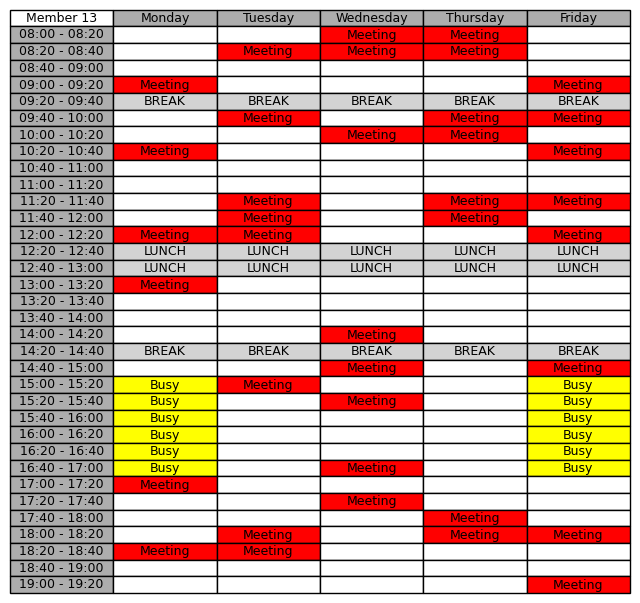 Member 13 Monday Tuesday Wednesday Thursday Friday
08:00 - 08:20 Meeting Meeting
08:20 - 08:40 Meeting Meeting Meeting
08:40 - 09:00
09:00 - 09:20 Meeting Meeting
09:20 - 09:40 BREAK BREAK BREAK BREAK BREAK
09:40 - 10:00 Meeting Meeting Meeting
10:00 - 10:20 Meeting Meeting
10:20 - 10:40 Meeting Meeting
10:40 - 11:00
11:00 - 11:20
11:20 - 11:40 Meeting Meeting Meeting
11:40 - 12:00 Meeting Meeting
12:00 - 12:20 Meeting Meeting Meeting
12:20 - 12:40 LUNCH LUNCH LUNCH LUNCH LUNCH
12:40 - 13:00 LUNCH LUNCH LUNCH LUNCH LUNCH
13:00 - 13:20 Meeting
13:20 - 13:40
13:40 - 14:00
14:00 - 14:20 Meeting
14:20 - 14:40 BREAK BREAK BREAK BREAK BREAK
14:40 - 15:00 Meeting Meeting
15:00 - 15:20 Busy Meeting Busy
15:20 - 15:40 Busy Meeting Busy
15:40 - 16:00 Busy Busy
16:00 - 16:20 Busy Busy
16:20 - 16:40 Busy Busy
16:40 - 17:00 Busy Meeting Busy
17:00 - 17:20 Meeting
17:20 - 17:40 Meeting
17:40 - 18:00 Meeting
18:00 - 18:20 Meeting Meeting Meeting
18:20 - 18:40 Meeting Meeting
18:40 - 19:00
19:00 - 19:20 Meeting